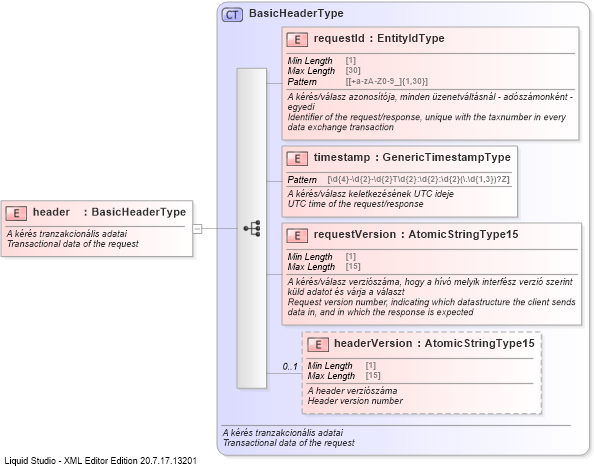 CT BasicHeaderType
E requestId : EntityIdType
Min Length [1]
Max Length [30]
Pattern [[+a-zA-Z0-9_]{1,30}]
A kérés/válasz azonosítója, minden üzenetváltásnál - adószámonként -
egyedi
Identifier of the request/response, unique with the taxnumber in every
data exchange transaction
E timestamp : GenericTimestampType
Pattern [\d{4}-\d{2}-\d{2}T\d{2}:\d{2}:\d{2}(\.\d{1,3})?Z]
A kérés/válasz keletkezésének UTC ideje
UTC time of the request/response
E header : BasicHeaderType
A kérés tranzakcionális adatai
Transactional data of the request
E requestVersion : AtomicStringType15
Min Length [1]
Max Length [15]
A kérés/válasz verziószáma, hogy a hívó melyik interfész verzió szerint
küld adatot és várja a választ
Request version number, indicating which datastructure the client sends
data in, and in which the response is expected
0..1
E headerVersion : AtomicStringType15
Min Length [1]
Max Length [15]
A header verziószáma
Header version number
A kérés tranzakcionális adatai
Transactional data of the request
Liquid Studio - XML Editor Edition 20.7.17.13201